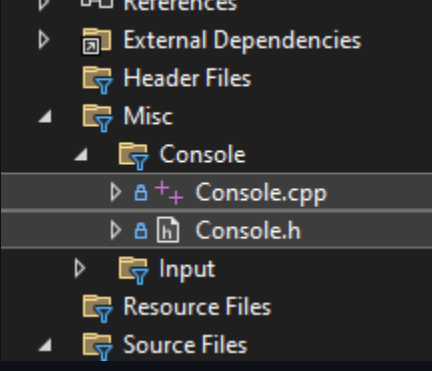 References
External Dependencies
Header Files
Misc
Console
Console.cpp
Console.h
Input
Resource Files
Source Files